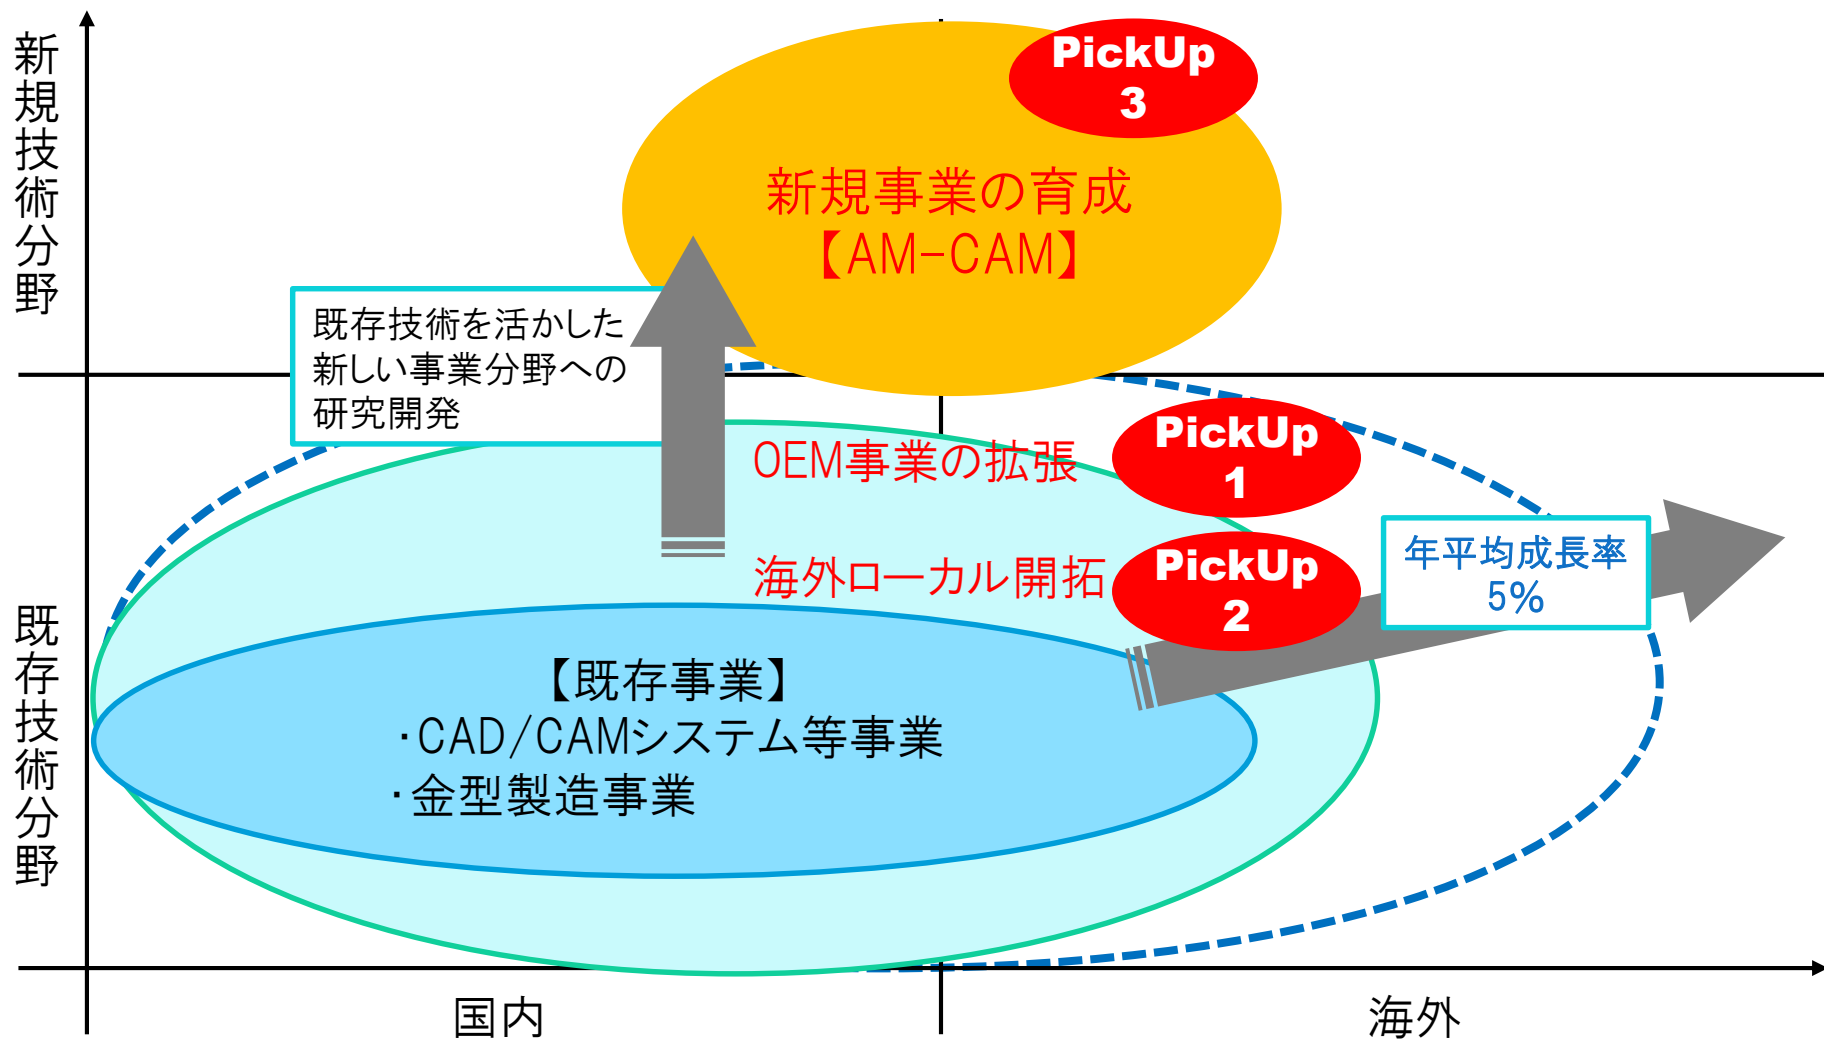 新規技術分野
PickUp
3
新規事業の育成
【AM-CAM】
既存技術を活かした
新しい事業分野への
研究開発
OEM事業の拡張
PickUp
1
海外ローカル開拓
PickUp
2
年平均成長率
5%
既存技術分野
【既存事業】
・CAD/CAMシステム等事業
・金型製造事業
国内
海外